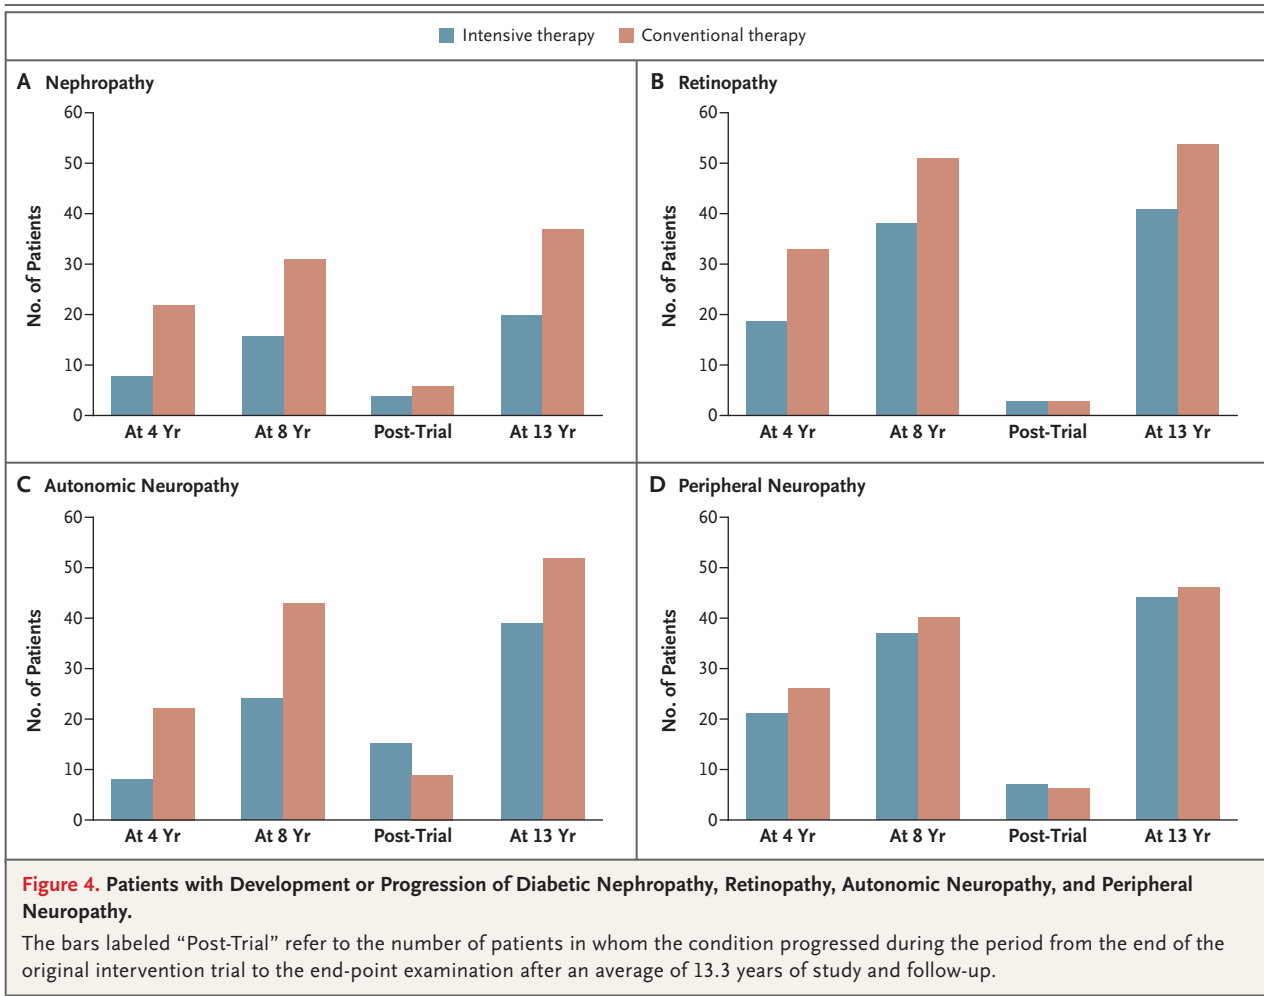 Intensive therapy Conventional therapy
A Nephropathy
No. of Patients
60
50
40
30
20
10
0
At 4 Yr At 8 Yr Post-Trial At 13 Yr
B Retinopathy
No. of Patients
60
50
40
30
20
10
0
At 4 Yr At 8 Yr Post-Trial At 13 Yr
C Autonomic Neuropathy
No. of Patients
60
50
40
30
20
10
0
At 4 Yr At 8 Yr Post-Trial At 13 Yr
D Peripheral Neuropathy
No. of Patients
60
50
40
30
20
10
0
At 4 Yr At 8 Yr Post-Trial At 13 Yr
Figure 4. Patients with Development or Progression of Diabetic Nephropathy, Retinopathy, Autonomic Neuropathy, and Peripheral
Neuropathy.
The bars labeled “Post-Trial” refer to the number of patients in whom the condition progressed during the period from the end of the
original intervention trial to the end-point examination after an average of 13.3 years of study and follow-up.